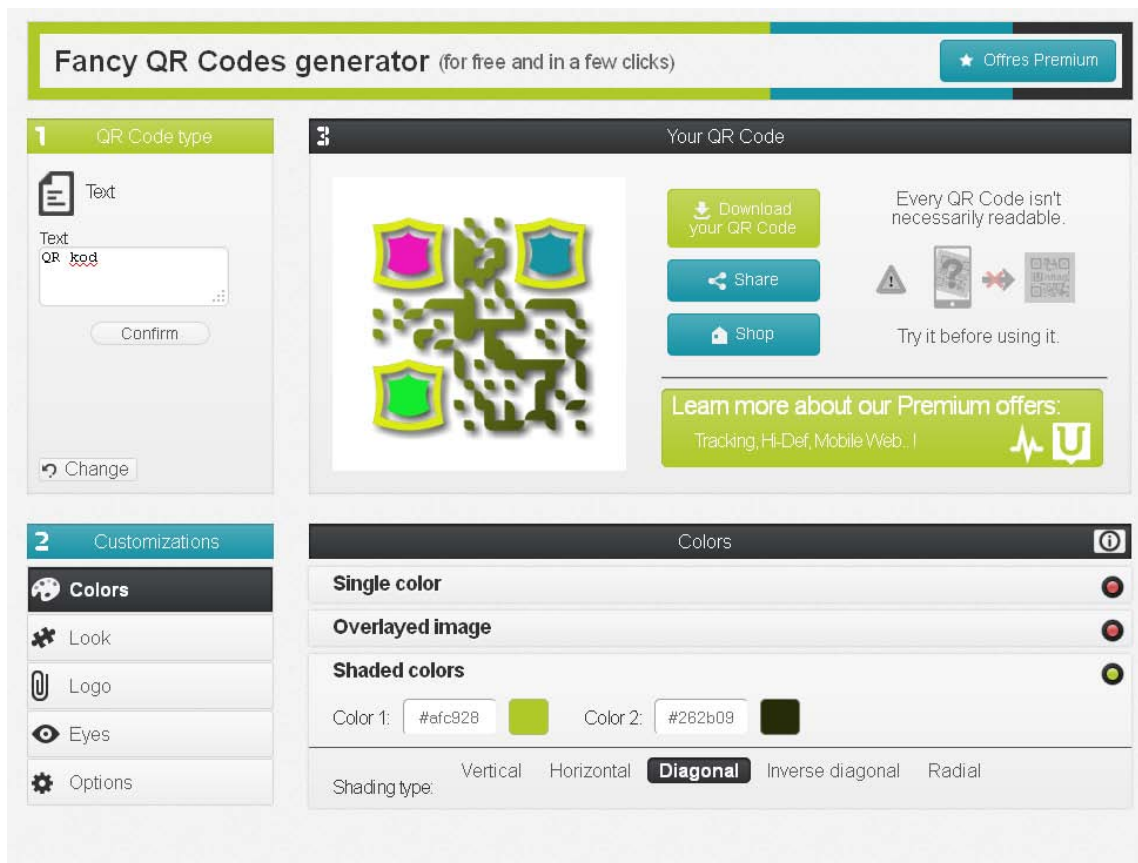 Fancy QR Codes generator (for free and in a few clicks)
Offres Premium
1 QR Code type
Text
Text
QR kod
Confirm
Change
3 Your QR Code
Download
your QR Code
Share
Shop
Every QR Code isn't
necessarily readable.
Try it before using it.
Learn more about our Premium offers:
Tracking, Hi-Def, Mobile Web.. !
2 Customizations
Colors
Look
Logo
Eyes
Options
Colors
Single color
Overlayed image
Shaded colors
Color 1: #afc928 Color 2: #262b09
Shading type: Vertical Horizontal Diagonal Inverse diagonal Radial